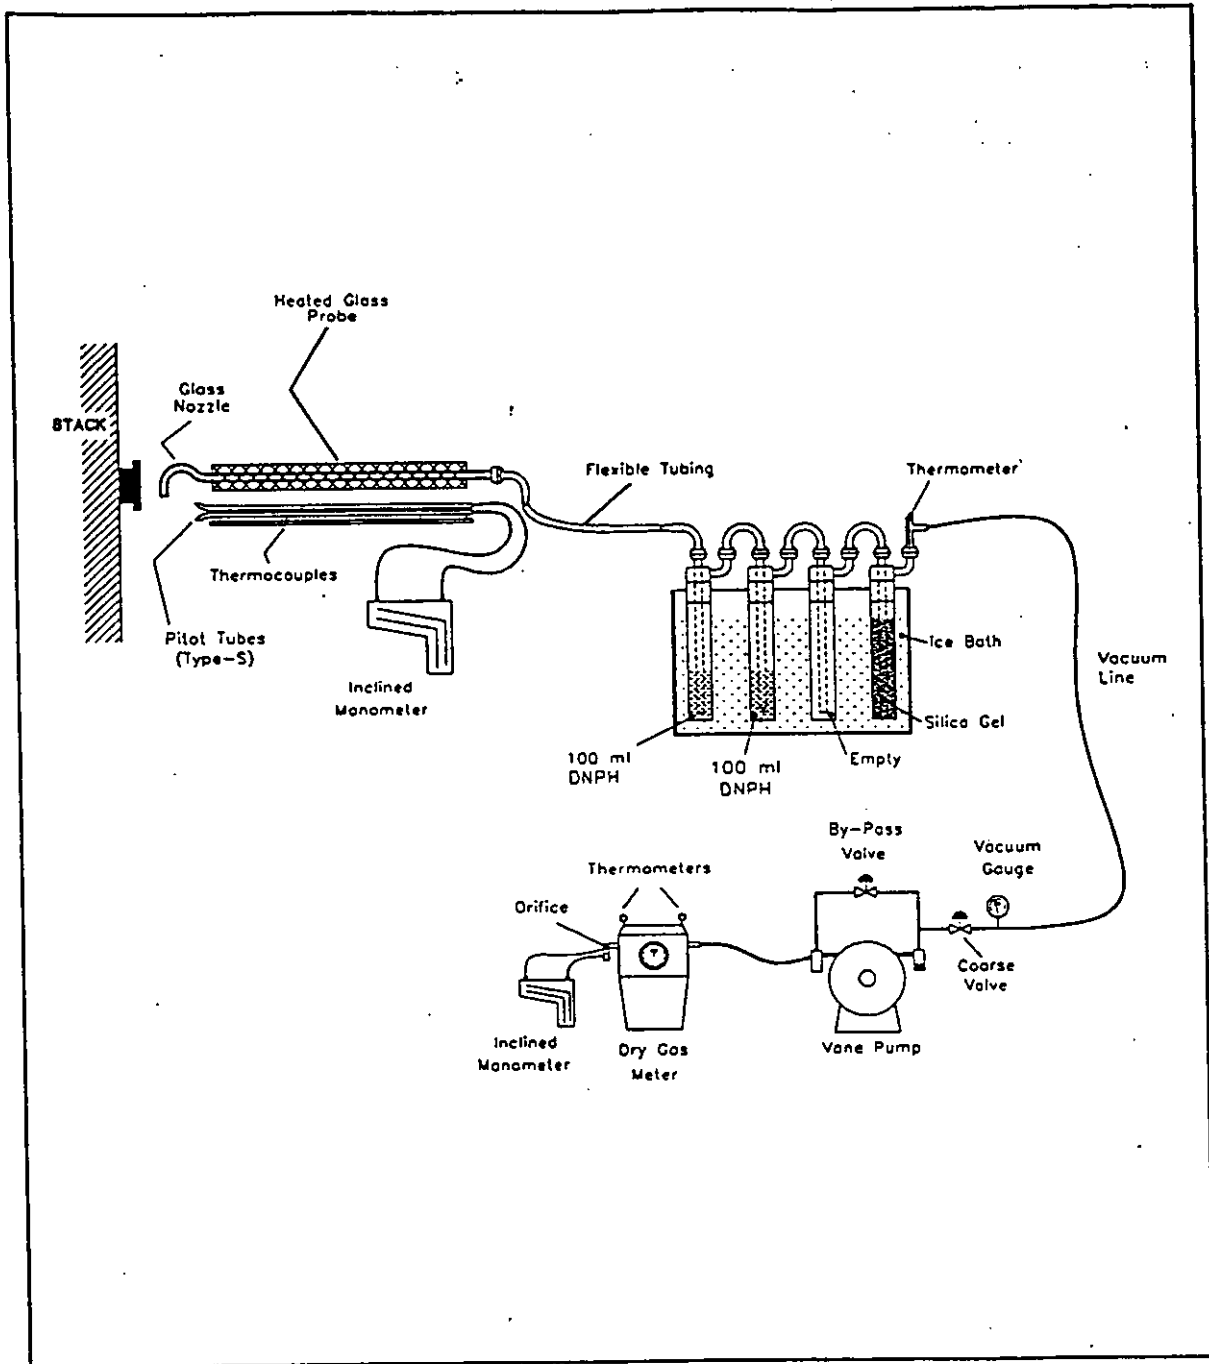 Heated Glass
Probe
Glass
Nozzle
STACK
Flexible Tubing
Thermometer
Thermocouples
Pitot Tubes
(Type-S)
Inclined
Manometer
Ice Bath
Vacuum
Line
Silica Gel
100 ml
DNPH
100 ml
DNPH
Empty
By-Pass
Valve
Vacuum
Gauge
Thermometers
Orifice
Coarse
Valve
Inclined
Manometer
Dry Gas
Meter
Vane Pump